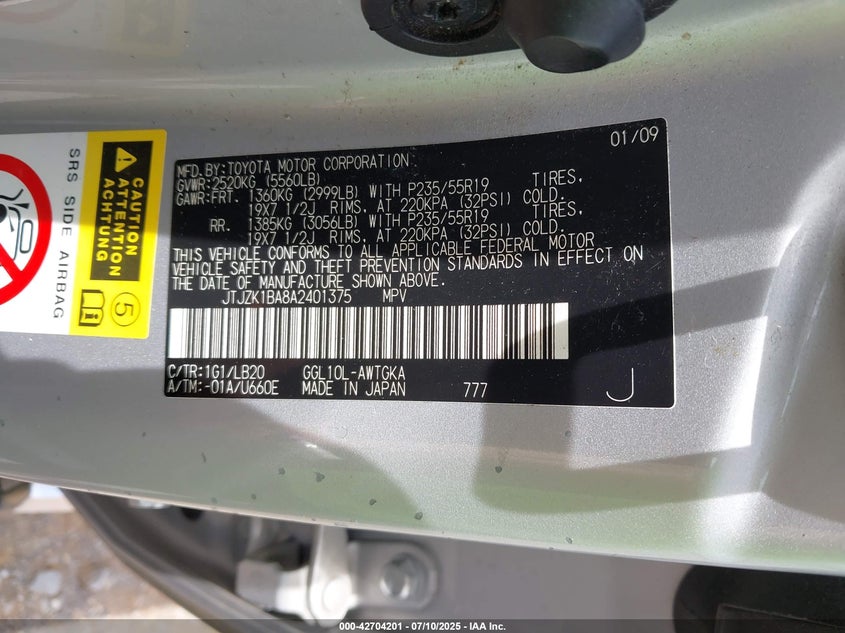 SRS SIDE AIRBAG
CAUTION
ATTENTION
ACHTUNG
5
01/09
MFD.BY:TOYOTA MOTOR CORPORATION
GVWR:2520KG (5560LB)
GAWR:FRT. 1360KG (2999LB) WITH P235/55R19 TIRES,
19X7 1/2J RIMS. AT 220KPA (32PSI) COLD.
RR. 1385KG (3056LB) WITH P235/55R19 TIRES,
19X7 1/2J RIMS. AT 220KPA (32PSI) COLD.
THIS VEHICLE CONFORMS TO ALL APPLICABLE FEDERAL MOTOR
VEHICLE SAFETY AND THEFT PREVENTION STANDARDS IN EFFECT ON
THE DATE OF MANUFACTURE SHOWN ABOVE.
JTJZK1BA8A2401375 MPV
C/TR:1G1/LB20 GGL10L-AWTGKA
A/TM:-01A/U660E MADE IN JAPAN 777
J
000-42704201 - 07/10/2025 - IAA Inc.